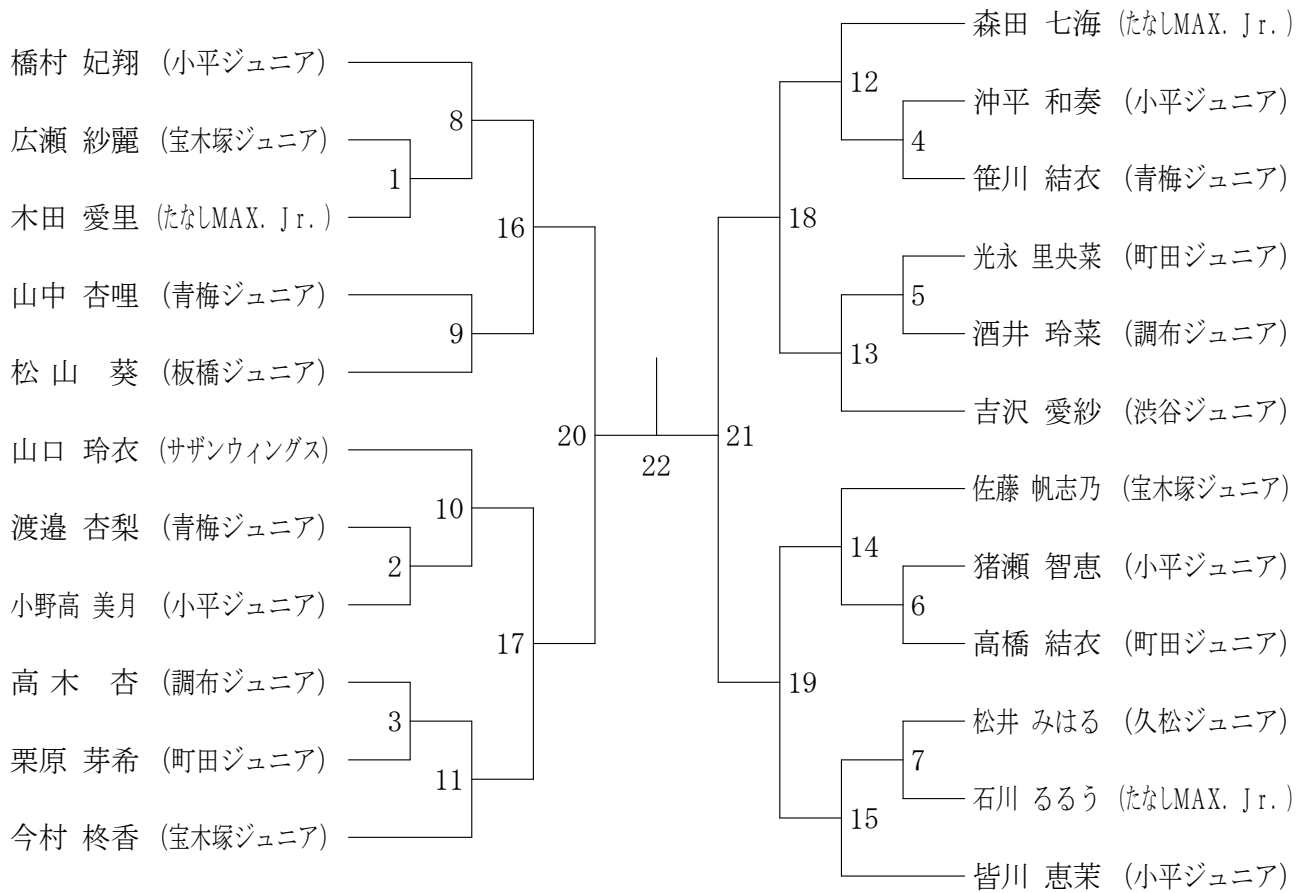 橋村 妃翔 (小平ジュニア)
広瀬 紗麗 (宝木塚ジュニア)
木田 愛里 (たなしMAX. Jr.)
山中 杏哩 (青梅ジュニア)
松山 葵 (板橋ジュニア)
山口 玲衣 (サザンウィングス)
渡邉 杏梨 (青梅ジュニア)
小野高 美月 (小平ジュニア)
高木 杏 (調布ジュニア)
栗原 芽希 (町田ジュニア)
今村 柊香 (宝木塚ジュニア)
1
2
3
8
9
10
11
16
17
20
22
21
18
19
12
13
14
15
4
5
6
7
森田 七海 (たなしMAX. Jr.)
沖平 和奏 (小平ジュニア)
笹川 結衣 (青梅ジュニア)
光永 里央菜 (町田ジュニア)
酒井 玲菜 (調布ジュニア)
吉沢 愛紗 (渋谷ジュニア)
佐藤 帆志乃 (宝木塚ジュニア)
猪瀬 智恵 (小平ジュニア)
高橋 結衣 (町田ジュニア)
松井 みはる (久松ジュニア)
石川 るるう (たなしMAX. Jr.)
皆川 恵茉 (小平ジュニア)